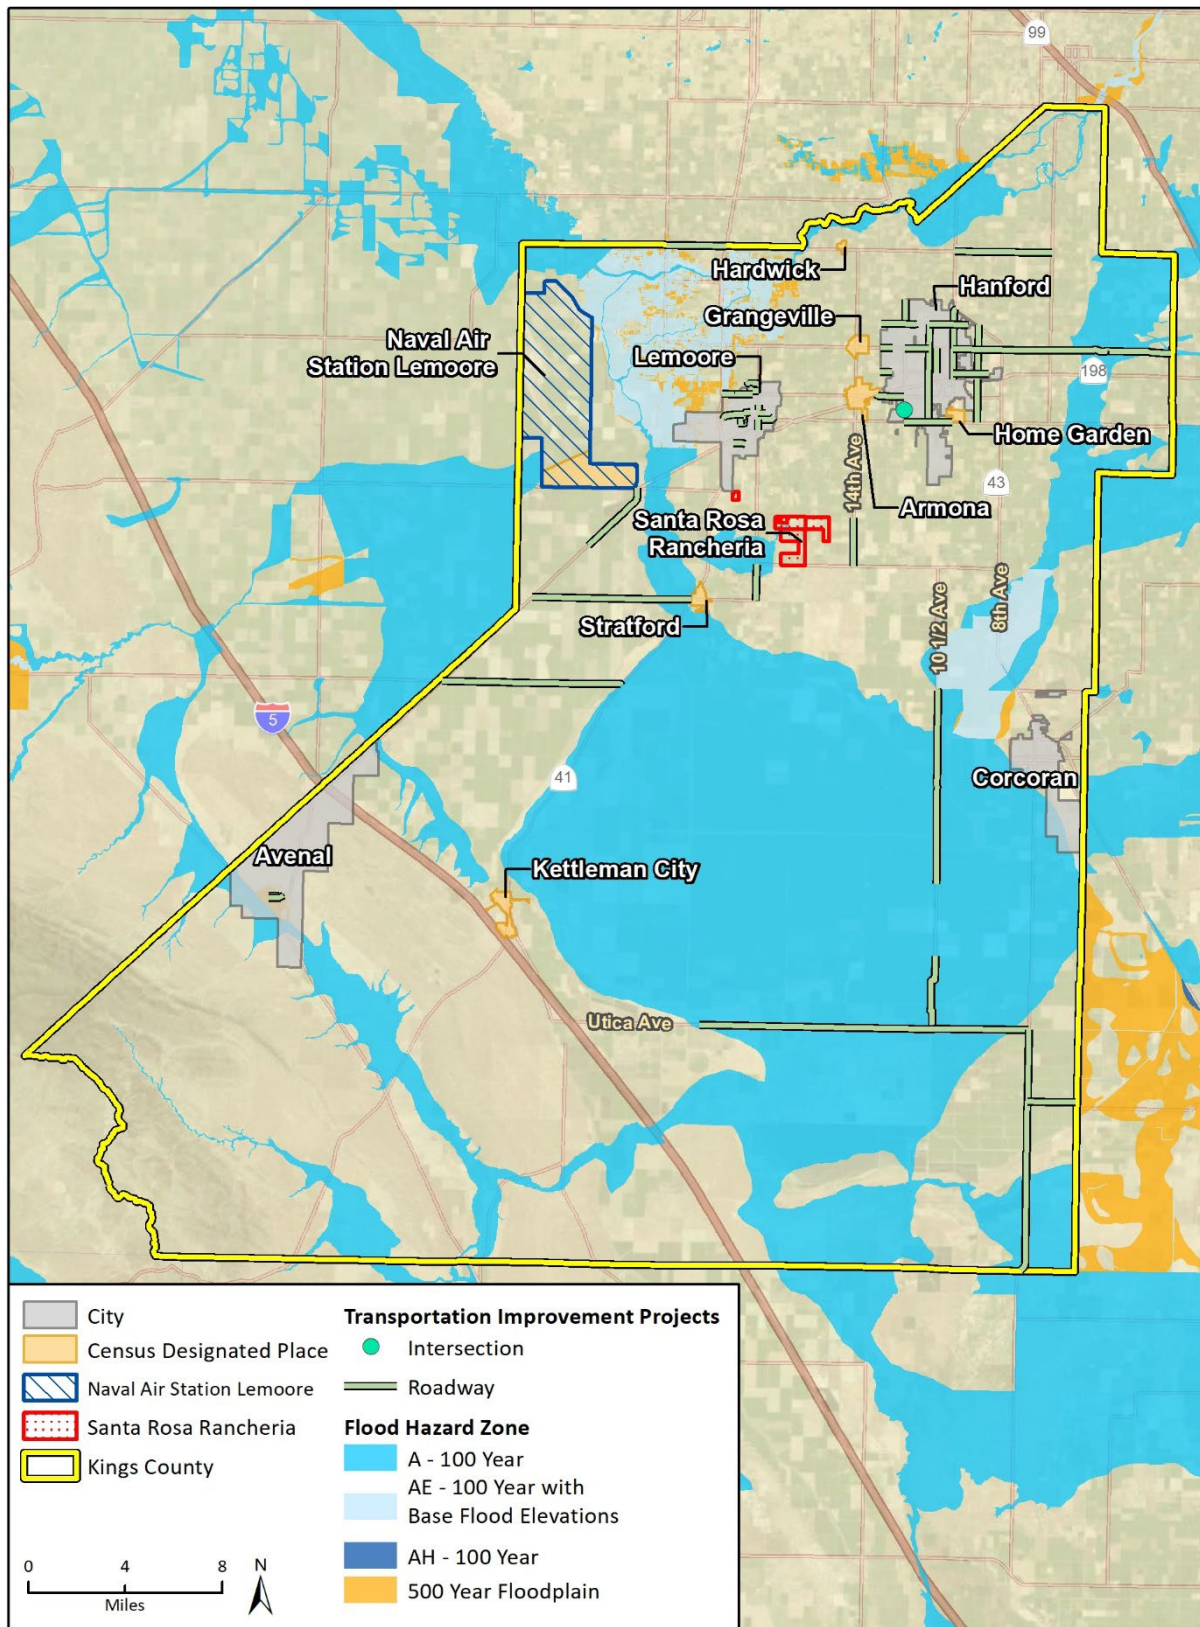 99
Hardwick
Hanford
Grangeville
Naval Air
Station Lemoore
Lemoore
198
Home Garden
14th Ave
43
Armona
Santa Rosa
Rancheria
10 1/2 Ave
8th Ave
Stratford
5
41
Corcoran
Avenal
Kettleman City
Utica Ave
City
Census Designated Place
Naval Air Station Lemoore
Santa Rosa Rancheria
Kings County
0 4 8
Miles
N
Transportation Improvement Projects
Intersection
Roadway
Flood Hazard Zone
A - 100 Year
AE - 100 Year with
Base Flood Elevations
AH - 100 Year
500 Year Floodplain